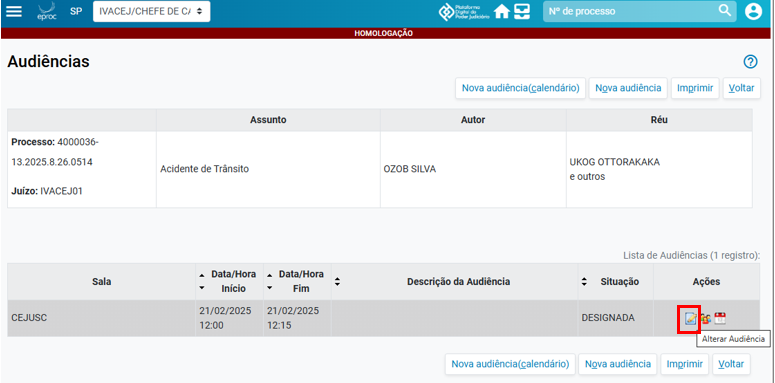 eproc SP IVACEJ/CHEFE DE CA Plataforma Digital do Poder Judiciário Nº de processo
HOMOLOGAÇÃO
Audiências
Nova audiência(calendário) Nova audiência Imprimir Voltar
Assunto Autor Réu
Processo: 4000036-
13.2025.8.26.0514
Juízo: IVACEJ01
Acidente de Trânsito
OZOB SILVA
UKOG OTTORAKAKA
e outros
Lista de Audiências (1 registro):
Sala Data/Hora Início Data/Hora Fim Descrição da Audiência Situação Ações
CEJUSC 21/02/2025 12:00 21/02/2025 12:15 DESIGNADA
Alterar Audiência
Nova audiência(calendário) Nova audiência Imprimir Voltar